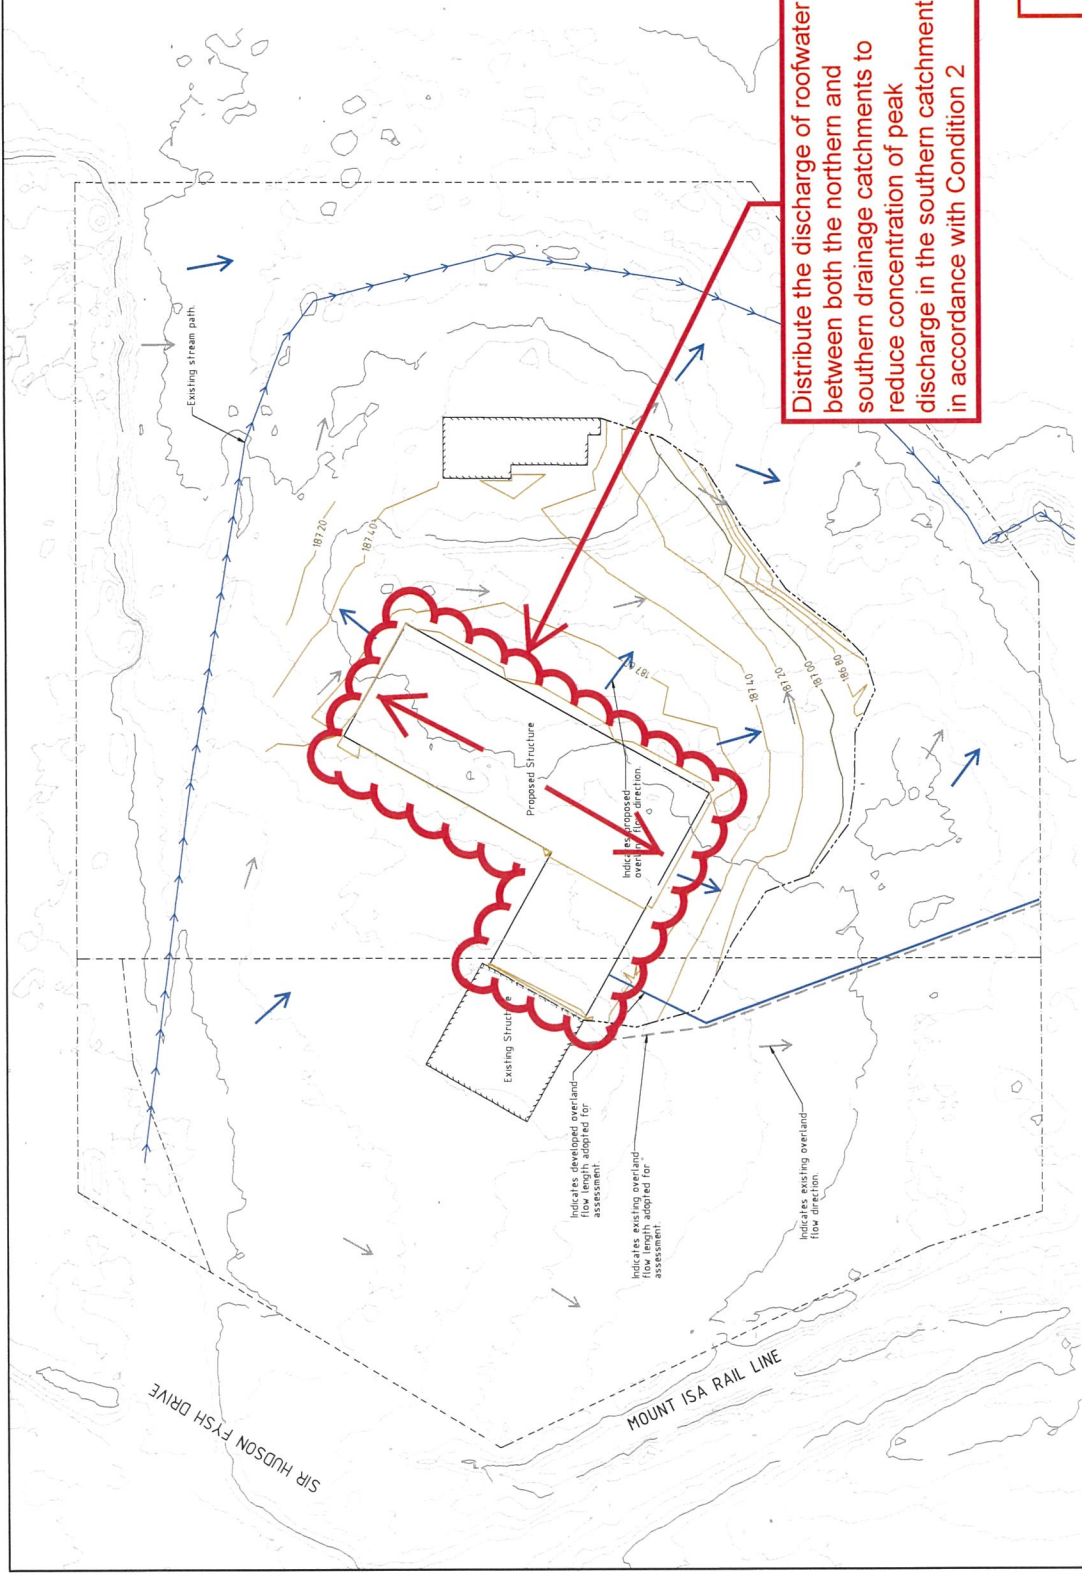 Distribute the discharge of roofwater
between both the northern and
southern drainage catchments to
reduce concentration of peak
discharge in the southern catchment
in accordance with Condition 2
Existing stream path.
187.20
187.40
Proposed Structure
Indicates proposed
overland flow direction.
187.40
187.20
187.00
186.80
Existing Structure
Indicates developed overland
flow length adopted for
assessment.
Indicates existing overland
flow length adopted for
assessment.
Indicates existing overland
flow direction.
SIR HUDSON FYSH DRIVE
MOUNT ISA RAIL LINE